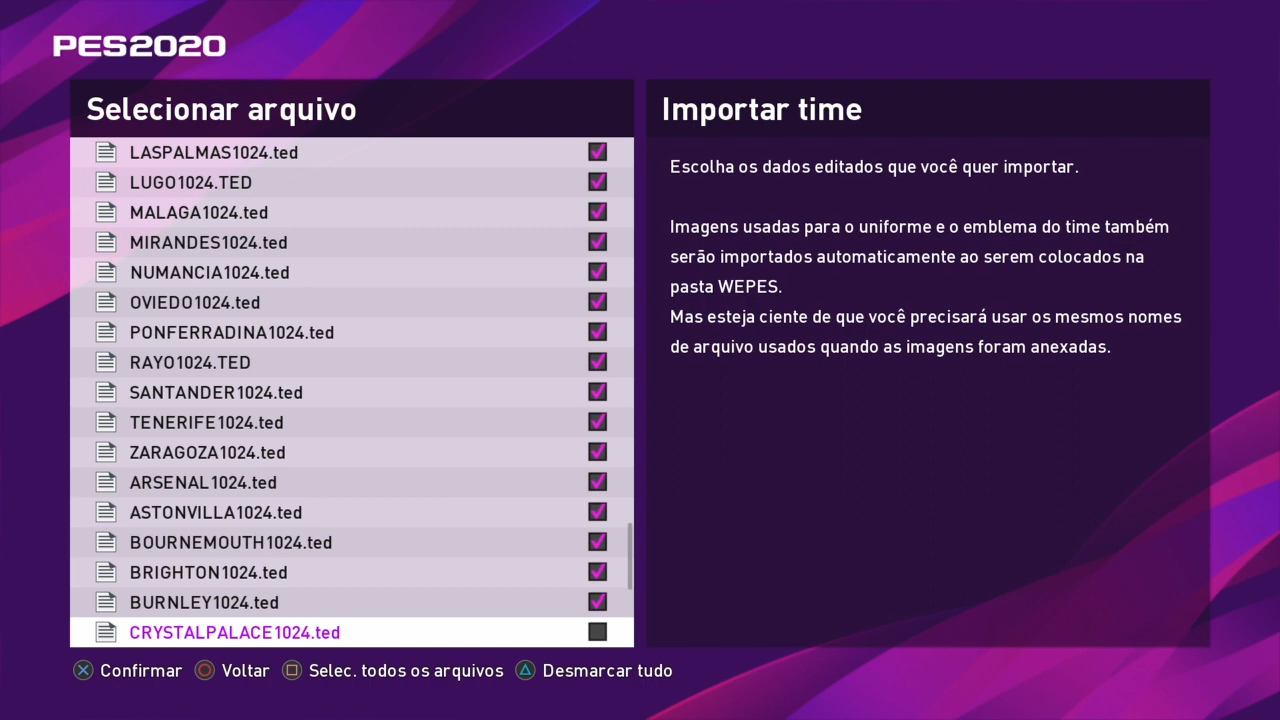 PES2020
Selecionar arquivo
LASPALMAS1024.ted
LUGO1024.TED
MALAGA1024.ted
MIRANDES1024.ted
NUMANCIA1024.ted
OVIEDO1024.ted
PONFERRADINA1024.ted
RAYO1024.TED
SANTANDER1024.ted
TENERIFE1024.ted
ZARAGOZA1024.ted
ARSENAL1024.ted
ASTONVILLA1024.ted
BOURNEMOUTH1024.ted
BRIGHTON1024.ted
BURNLEY1024.ted
CRYSTALPALACE1024.ted
Importar time
Escolha os dados editados que você quer importar.
Imagens usadas para o uniforme e o emblema do time também
serão importados automaticamente ao serem colocados na
pasta WEPES.
Mas esteja ciente de que você precisará usar os mesmos nomes
de arquivo usados quando as imagens foram anexadas.
Confirmar Voltar Selec. todos os arquivos Desmarcar tudo